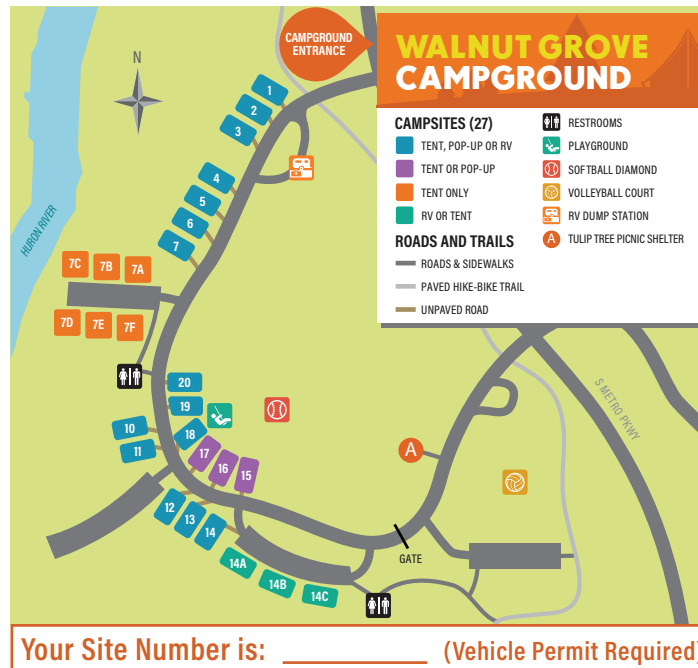 CAMPGROUND
ENTRANCE
WALNUT GROVE
CAMPGROUND
N
HURON RIVER
CAMPSITES (27)
TENT, POP-UP OR RV
TENT OR POP-UP
TENT ONLY
RV OR TENT
ROADS AND TRAILS
ROADS & SIDEWALKS
PAVED HIKE-BIKE TRAIL
UNPAVED ROAD
RESTROOMS
PLAYGROUND
SOFTBALL DIAMOND
VOLLEYBALL COURT
RV DUMP STATION
A TULIP TREE PICNIC SHELTER
1
2
3
4
5
6
7
7C 7B 7A
7D 7E 7F
20
19
18
10
11
17
16
15
12
13
14
14A
14B
14C
A
GATE
S METRO PKWY
Your Site Number is: ____________ (Vehicle Permit Required)